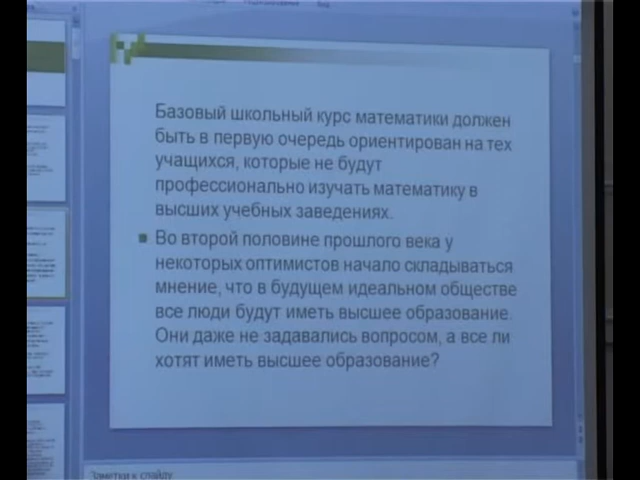 Базовый школьный курс математики должен
быть в первую очередь ориентирован на тех
учащихся, которые не будут
профессионально изучать математику в
высших учебных заведениях.
Во второй половине прошлого века у
некоторых оптимистов начало складываться
мнение, что в будущем идеальном обществе
все люди будут иметь высшее образование.
Они даже не задавались вопросом, а все ли
хотят иметь высшее образование?
Заметки к слайду